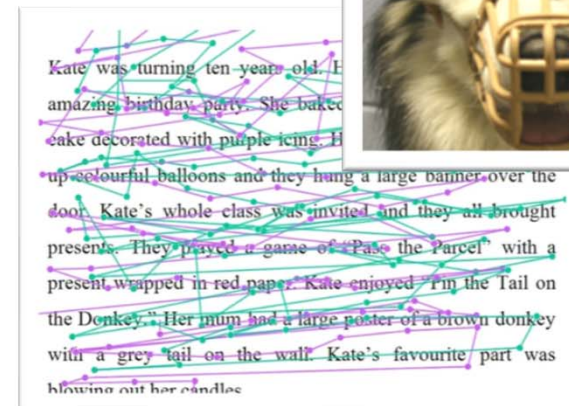 Kate was turning ten years old. H
amazing birthday party. She baked
cake decorated with purple icing. H
up colourful balloons and they hung a large banner over the
door. Kate's whole class was invited and they all brought
presents. They played a game of "Pass the Parcel" with a
present wrapped in red paper. Kate enjoyed "Pin the Tail on
the Donkey." Her mum had a large poster of a brown donkey
with a grey tail on the wall. Kate's favourite part was
blowing out her candles